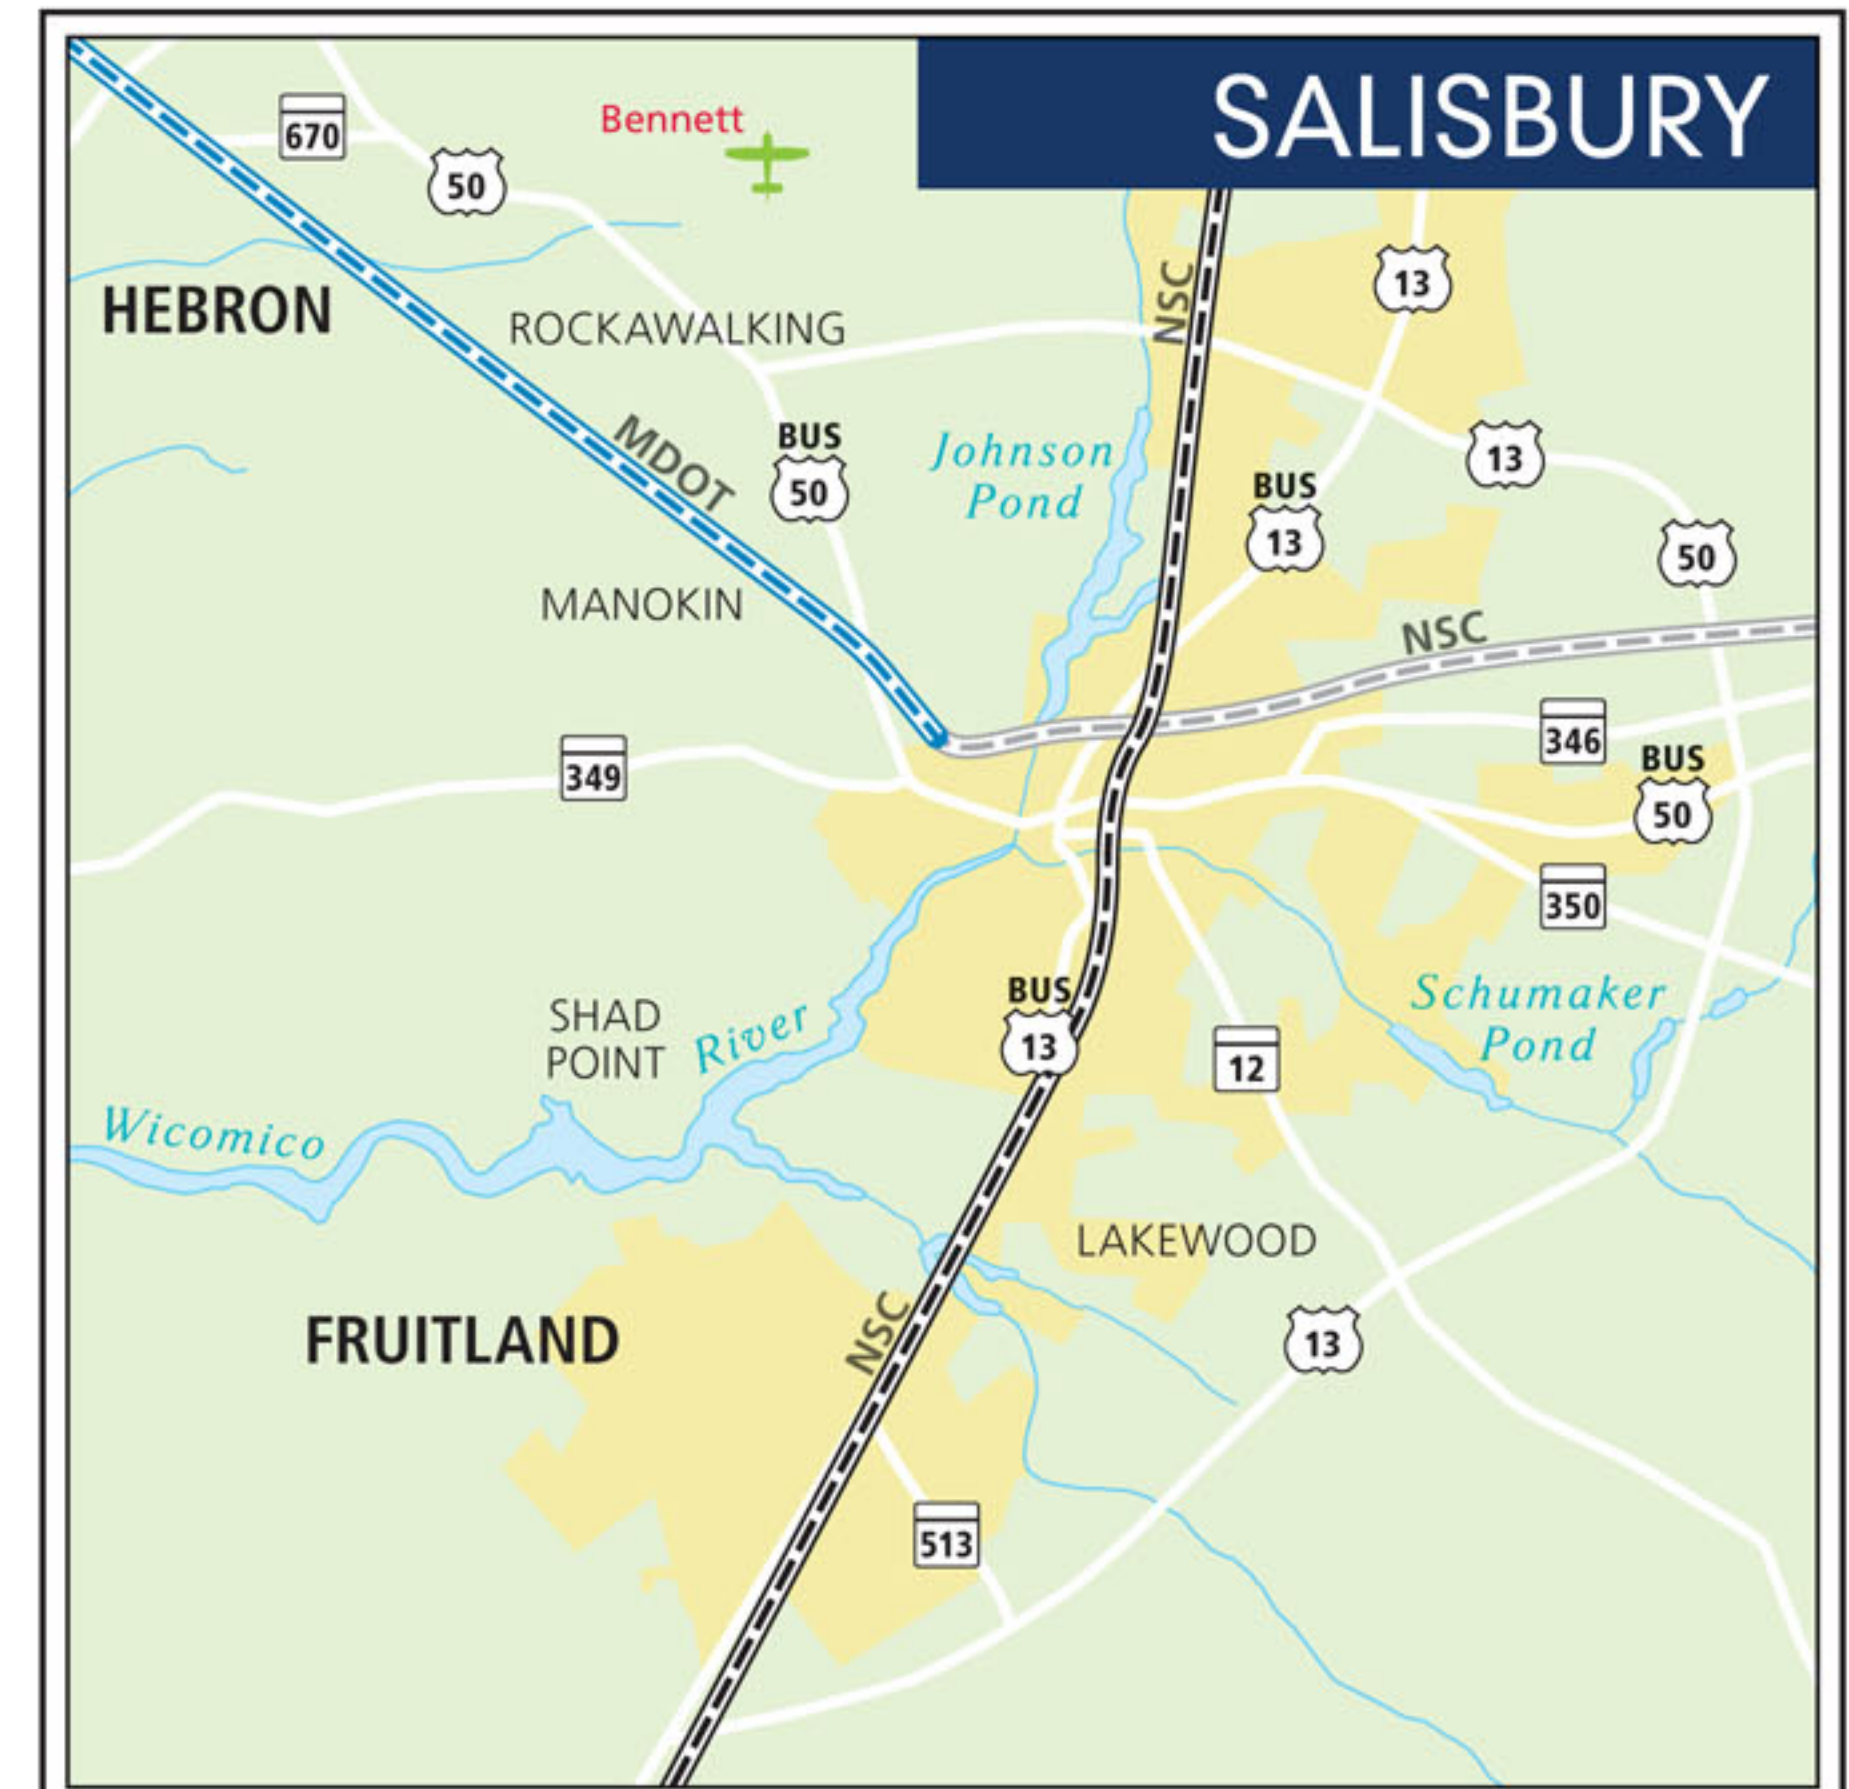 SALISBURY
Bennett
670
50
NSC
13
HEBRON
ROCKAWALKING
MDOT
BUS
50
Johnson
Pond
13
BUS
13
50
MANOKIN
NSC
349
346
BUS
50
350
SHAD
POINT
River
BUS
13
Schumaker
Pond
12
Wicomico
LAKEWOOD
FRUITLAND
NSC
13
513